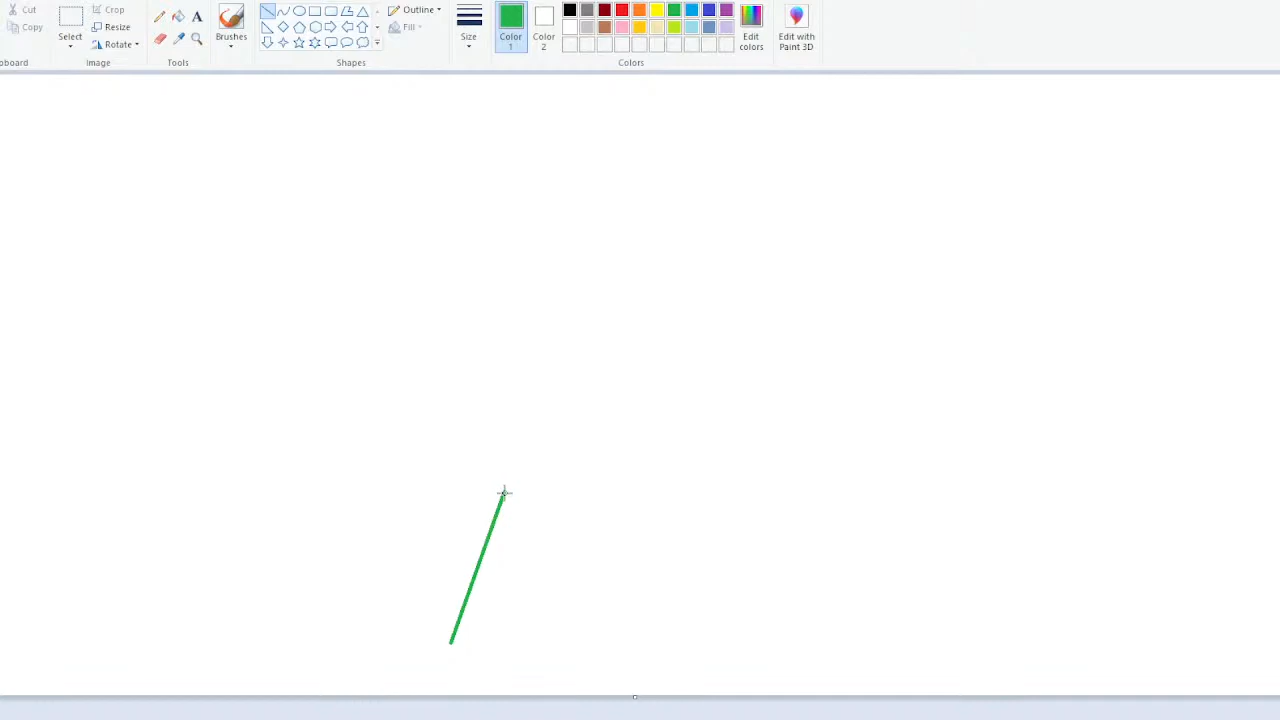 Cut
Copy
Select
Crop
Resize
Rotate
A
Brushes
Outline
Fill
Size
Color 1
Color 2
Edit colors
Edit with Paint 3D
pboard
Image
Tools
Shapes
Colors